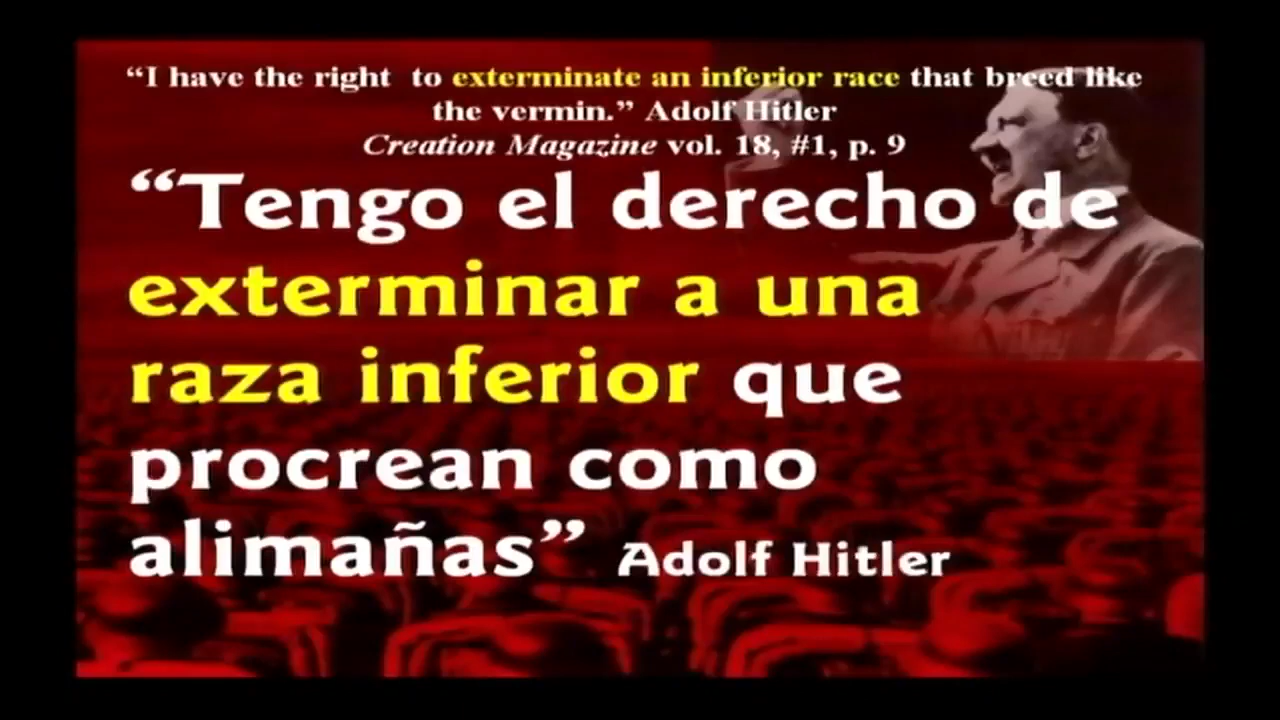 “I have the right to exterminate an inferior race that breed like
the vermin.” Adolf Hitler
Creation Magazine vol. 18, #1, p. 9
“Tengo el derecho de
exterminar a una
raza inferior que
procrean como
alimañas” Adolf Hitler